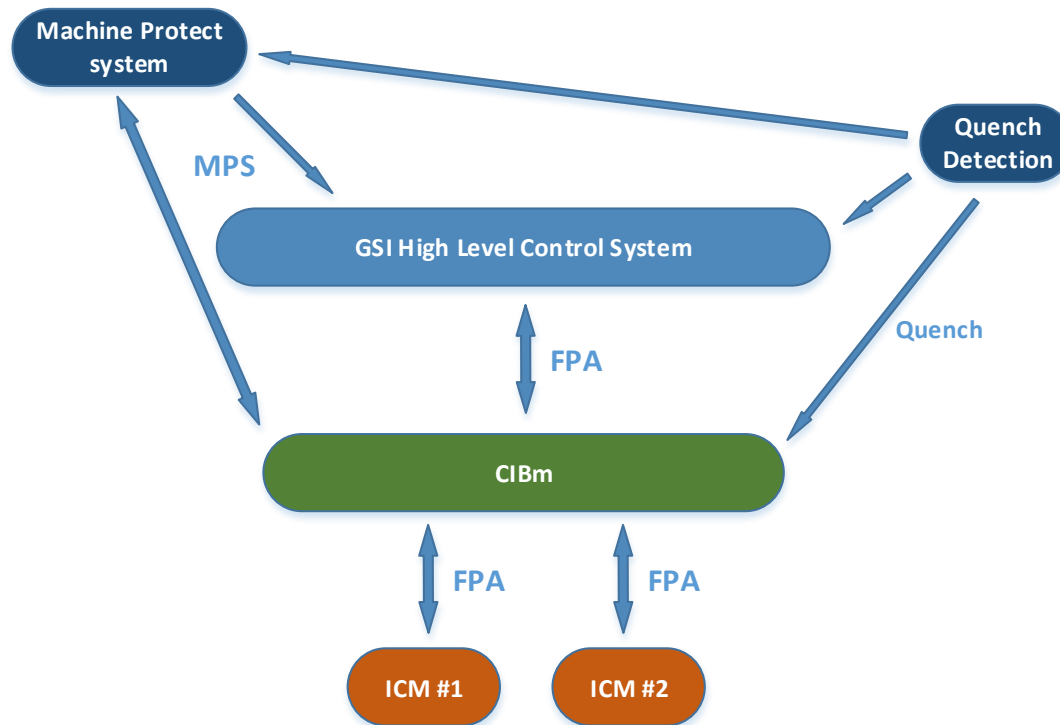 Machine Protect
system
Quench
Detection
MPS
GSI High Level Control System
Quench
FPA
CIBm
FPA
FPA
ICM #1
ICM #2